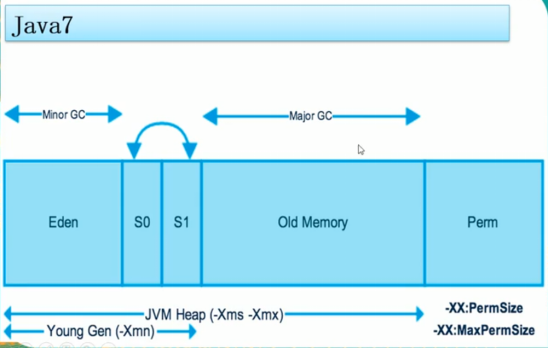 Java7
Minor GC
Major GC
Eden
S0
S1
Old Memory
Perm
JVM Heap (-Xms -Xmx)
-XX:PermSize
Young Gen (-Xmn)
-XX:MaxPermSize